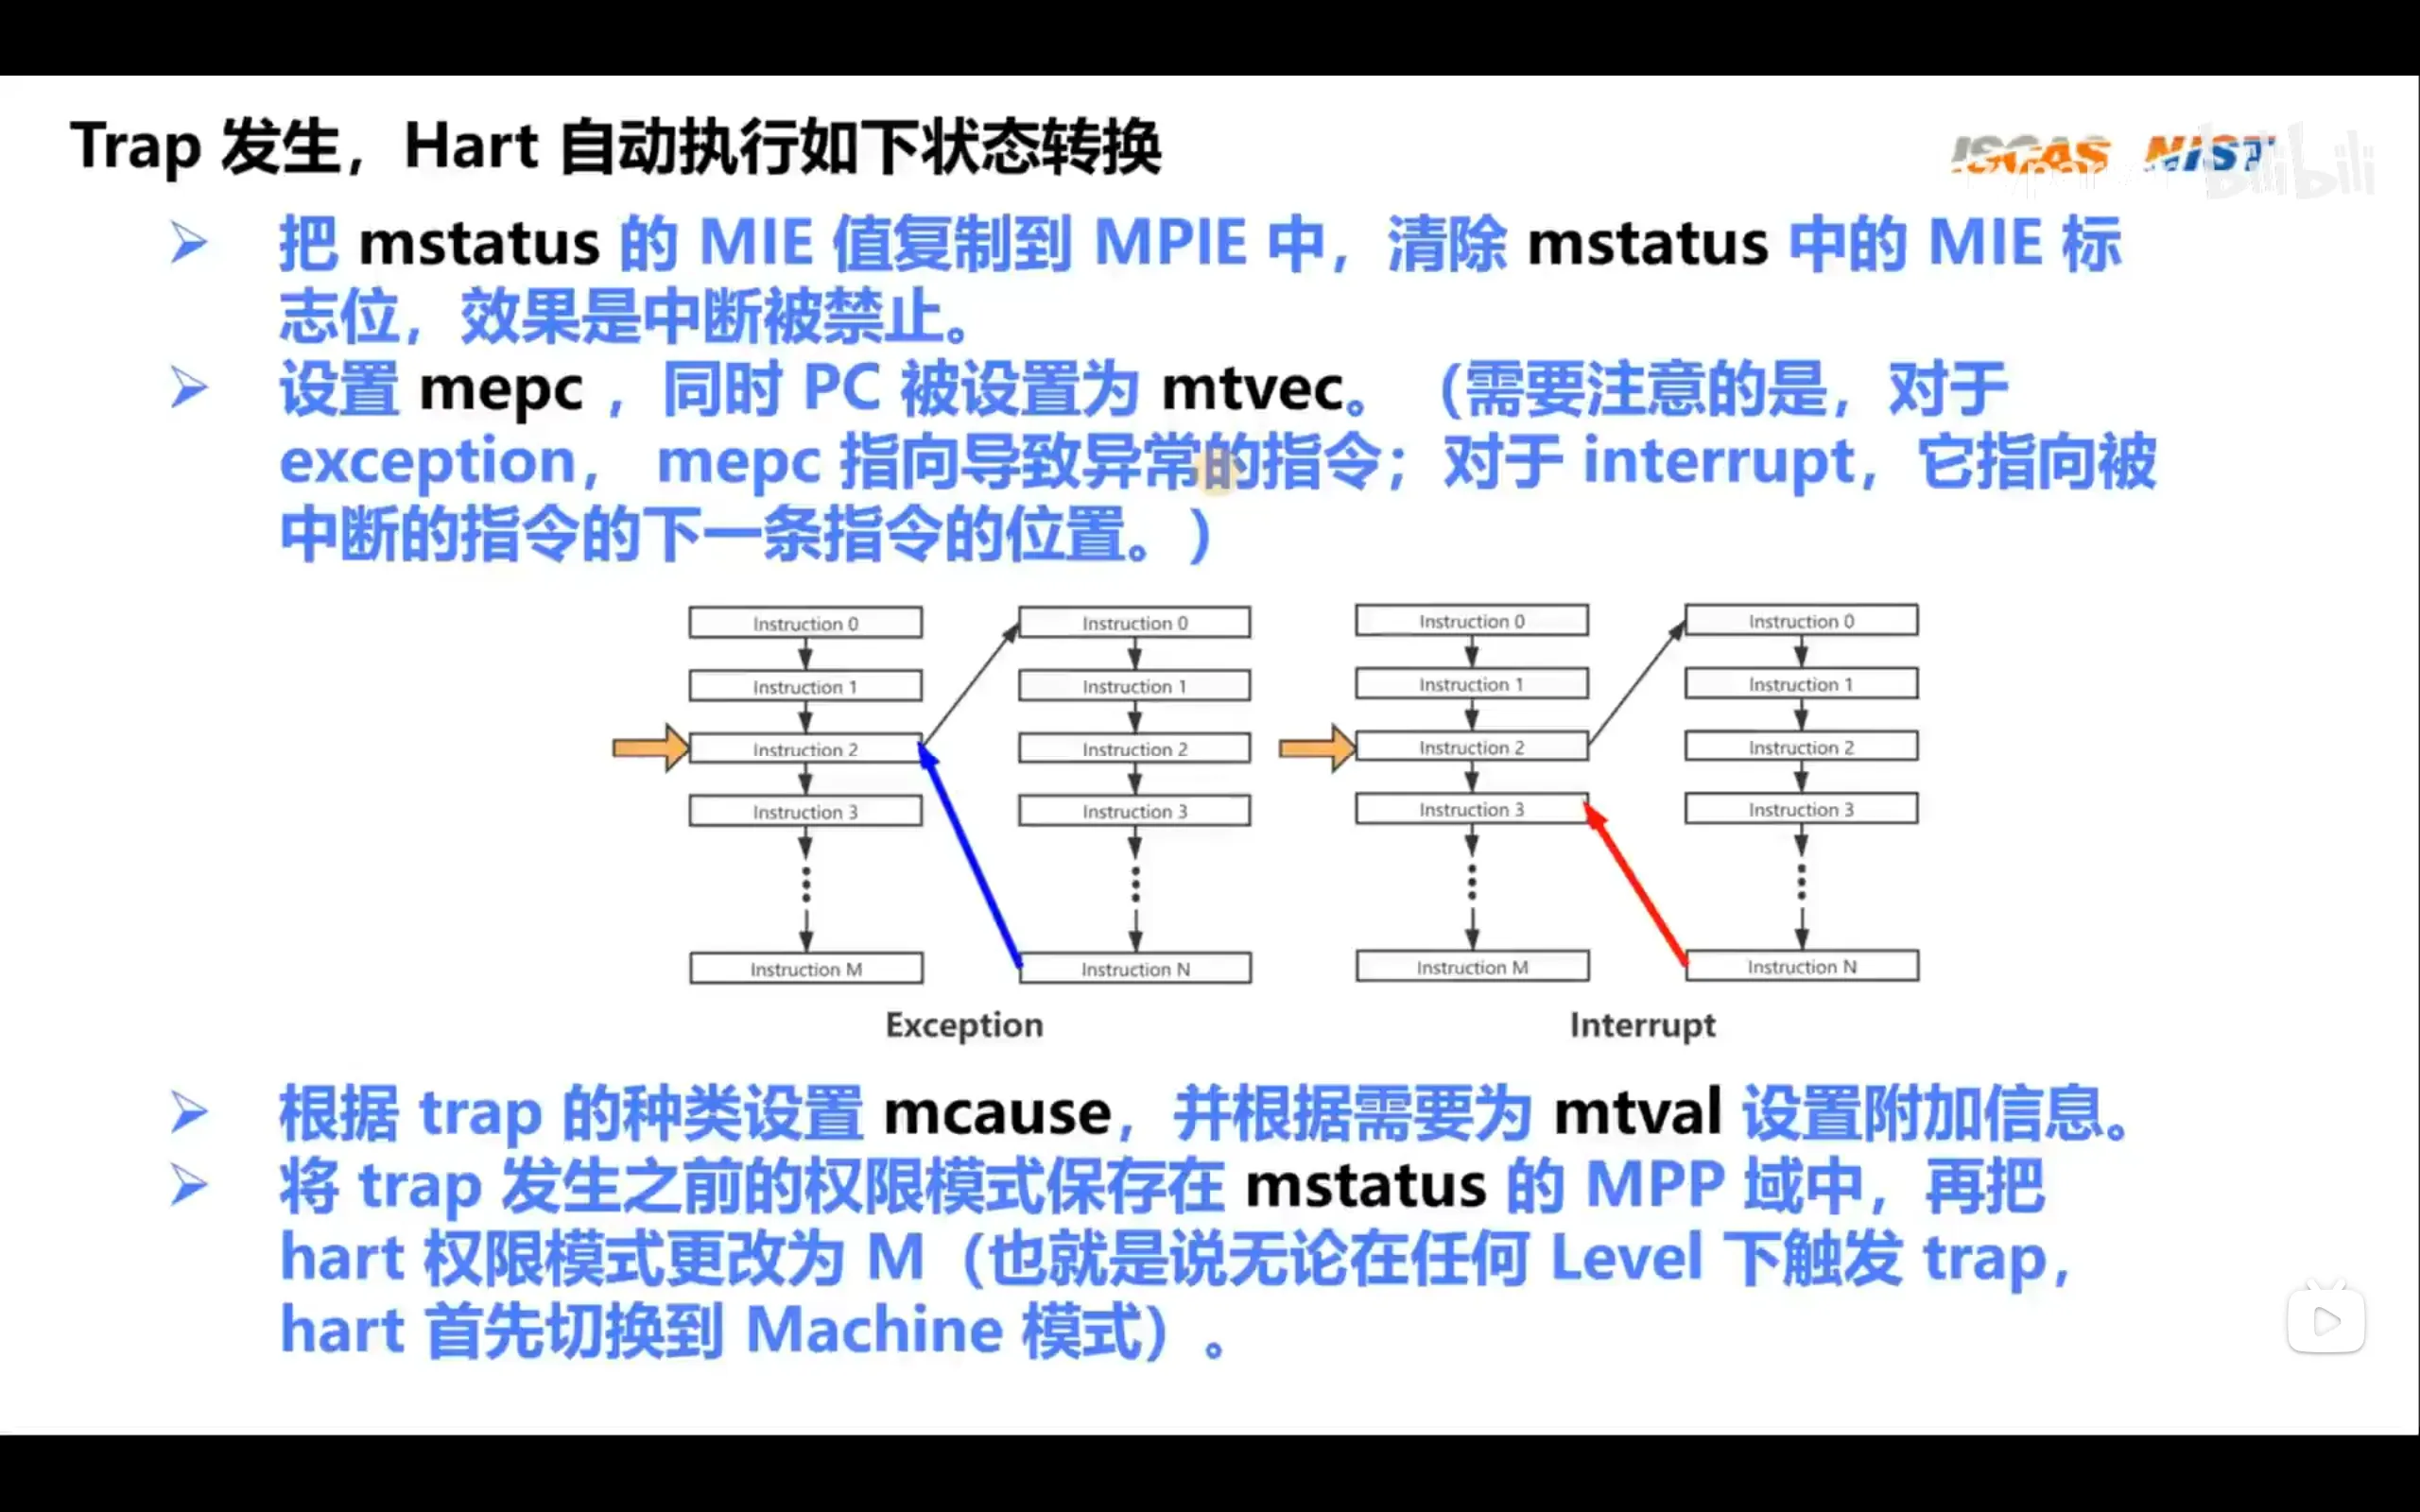 Trap 发生，Hart 自动执行如下状态转换
ISCAS NIST
bilibili
把 mstatus 的 MIE 值复制到 MPIE 中，清除 mstatus 中的 MIE 标
志位，效果是中断被禁止。
设置 mepc ，同时 PC 被设置为 mtvec。（需要注意的是，对于
exception， mepc 指向导致异常的指令；对于 interrupt，它指向被
中断的指令的下一条指令的位置。）
Instruction 0
Instruction 1
Instruction 2
Instruction 3
Instruction M
Instruction 0
Instruction 1
Instruction 2
Instruction 3
Instruction N
Exception
Instruction 0
Instruction 1
Instruction 2
Instruction 3
Instruction M
Instruction 0
Instruction 1
Instruction 2
Instruction 3
Instruction N
Interrupt
根据 trap 的种类设置 mcause，并根据需要为 mtval 设置附加信息。
将 trap 发生之前的权限模式保存在 mstatus 的 MPP 域中，再把
hart 权限模式更改为 M（也就是说无论在任何 Level 下触发 trap，
hart 首先切换到 Machine 模式）。